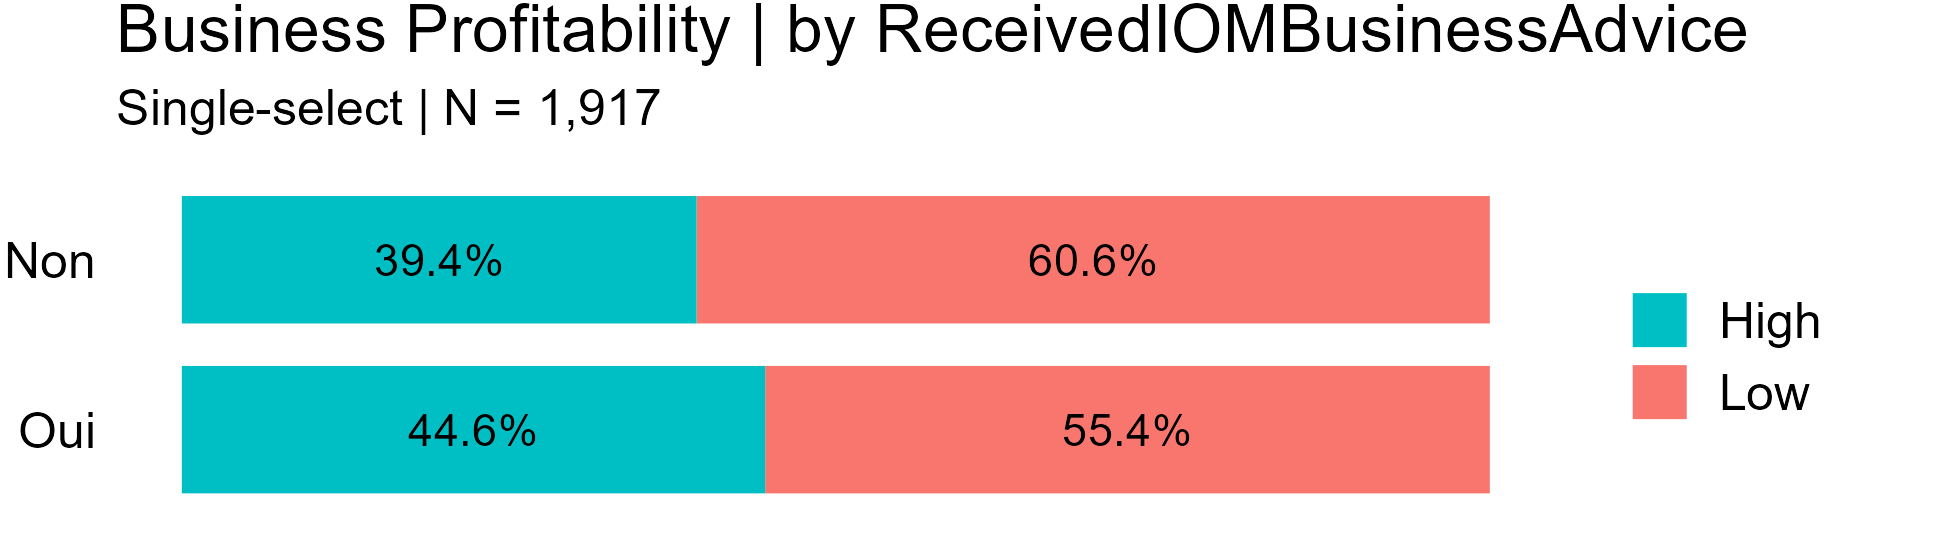 Business Profitability | by ReceivedIOMBusinessAdvice
Single-select | N = 1,917
Non
39.4%
60.6%
Oui
44.6%
55.4%
High
Low